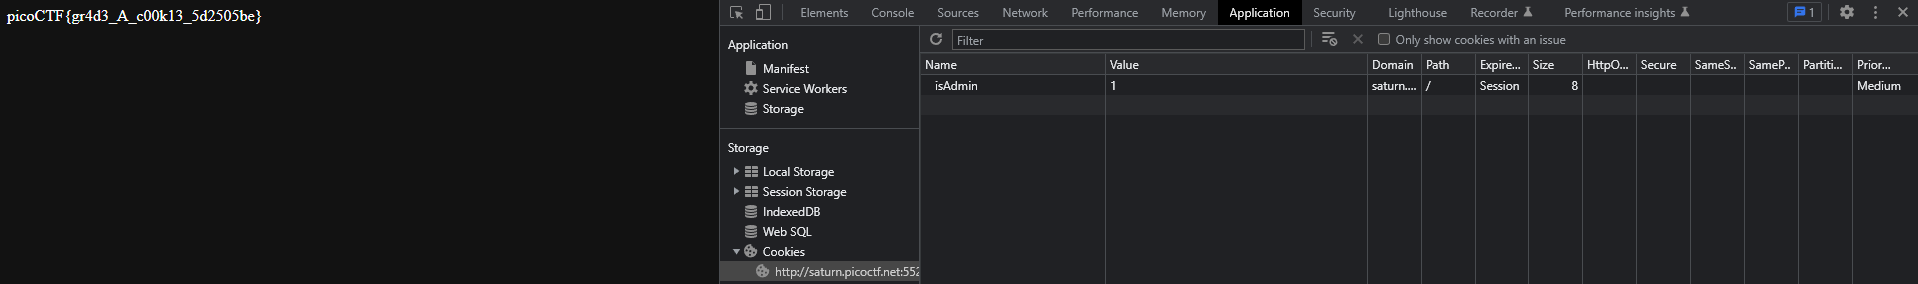 picoCTF{gr4d3_A_c00k13_5d2505be}
Elements Console Sources Network Performance Memory Application Security Lighthouse Recorder Performance insights 1
Application
Manifest
Service Workers
Storage
Storage
Local Storage
Session Storage
IndexedDB
Web SQL
Cookies
http://saturn.picoctf.net:552
Filter Only show cookies with an issue
Name Value Domain Path Expire... Size HttpO... Secure SameS.. SameP.. Partiti... Prior...
isAdmin 1 saturn.... / Session 8 Medium